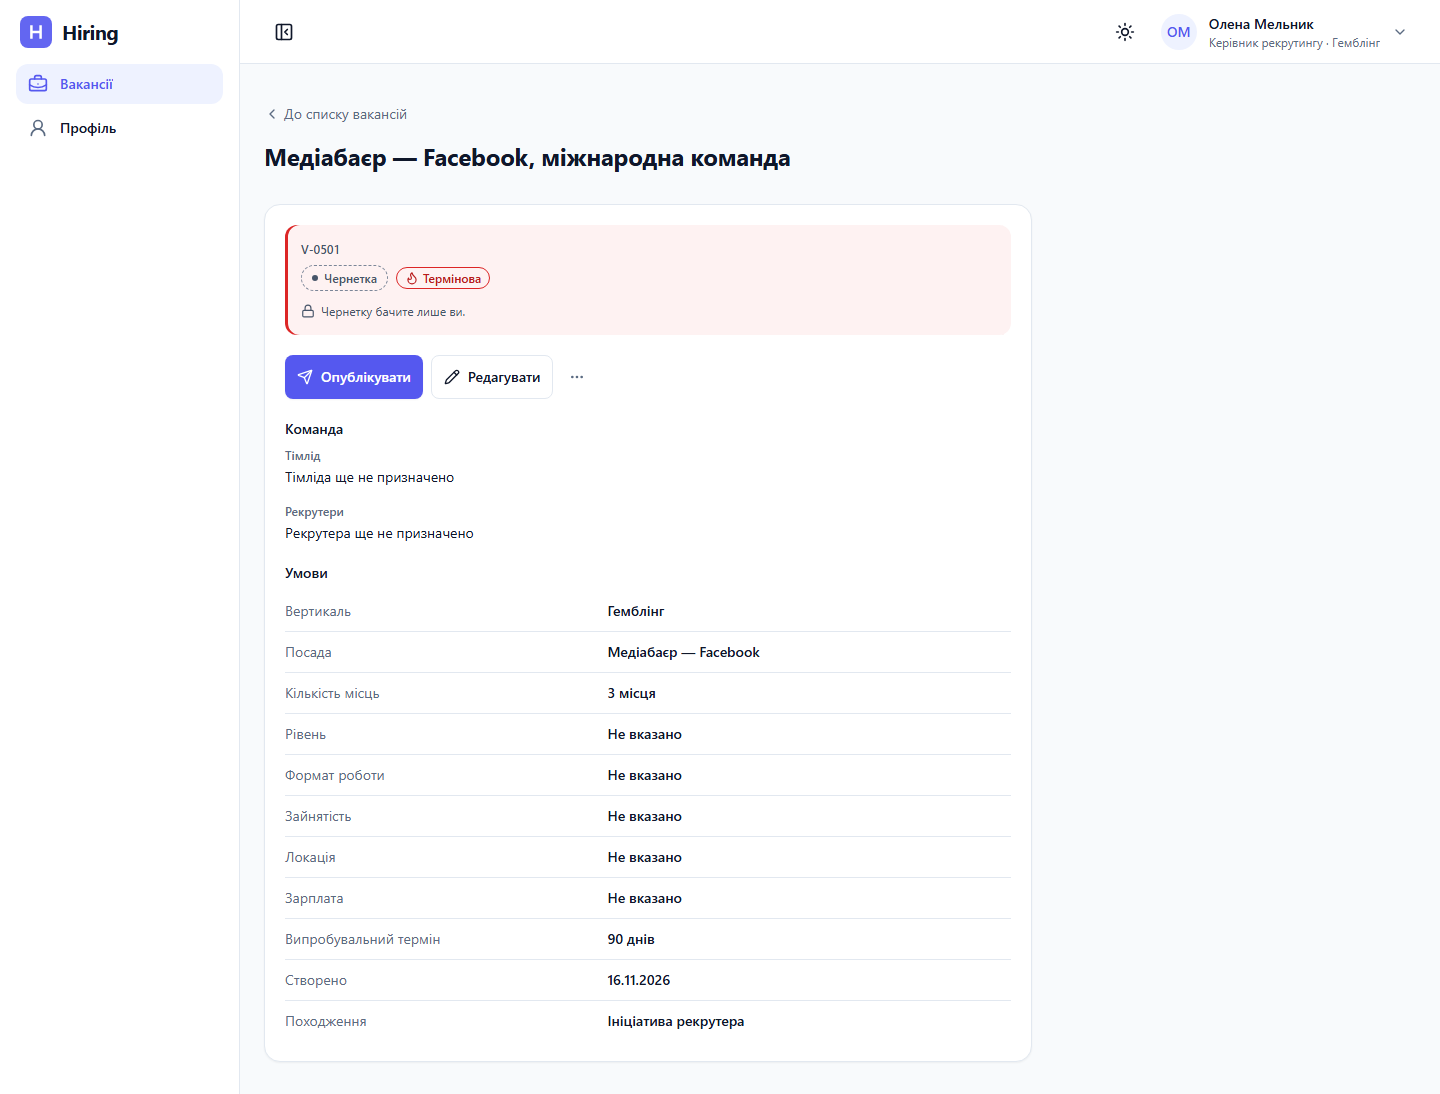 H Hiring
Вакансії
Профіль
ОМ
Олена Мельник
Керівник рекрутингу · Гемблінг
До списку вакансій
Медіабаєр — Facebook, міжнародна команда
V-0501
Чернетка
Термінова
Чернетку бачите лише ви.
Опублікувати
Редагувати
Команда
Тімлід
Тімліда ще не призначено
Рекрутери
Рекрутера ще не призначено
Умови
Вертикаль Гемблінг
Посада Медіабаєр — Facebook
Кількість місць 3 місця
Рівень Не вказано
Формат роботи Не вказано
Зайнятість Не вказано
Локація Не вказано
Зарплата Не вказано
Випробувальний термін 90 днів
Створено 16.11.2026
Походження Ініціатива рекрутера